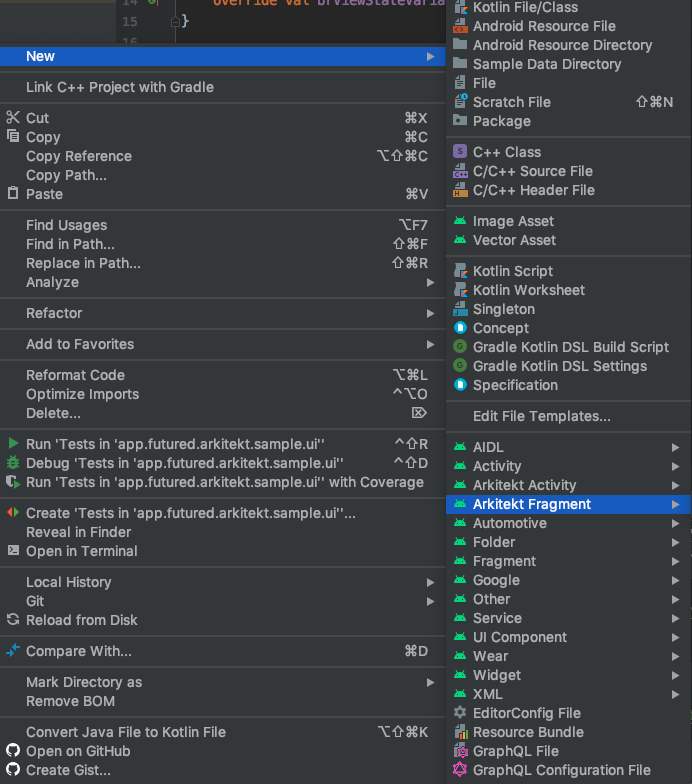 14 override val brViewStateVaria
15 }
16
New
Link C++ Project with Gradle
Cut ⌘X
Copy ⌘C
Copy Reference ⌥⇧⌘C
Copy Path...
Paste ⌘V
Find Usages ⌥F7
Find in Path... ⇧⌘F
Replace in Path... ⇧⌘R
Analyze
Refactor
Add to Favorites
Reformat Code ⌥⌘L
Optimize Imports ^⌥O
Delete... ⌦
Run 'Tests in 'app.futured.arkitekt.sample.ui'' ^⇧R
Debug 'Tests in 'app.futured.arkitekt.sample.ui'' ^⇧D
Run 'Tests in 'app.futured.arkitekt.sample.ui'' with Coverage
Create 'Tests in 'app.futured.arkitekt.sample.ui''...
Reveal in Finder
Open in Terminal
Local History
Git
Reload from Disk
Compare With... ⌘D
Mark Directory as
Remove BOM
Convert Java File to Kotlin File ⌥⇧⌘K
Open on GitHub
Create Gist...
Kotlin File/Class
Android Resource File
Android Resource Directory
Sample Data Directory
File
Scratch File ⇧⌘N
Package
C++ Class
C/C++ Source File
C/C++ Header File
Image Asset
Vector Asset
Kotlin Script
Kotlin Worksheet
Singleton
Concept
Gradle Kotlin DSL Build Script
Gradle Kotlin DSL Settings
Specification
Edit File Templates...
AIDL
Activity
Arkitekt Activity
Arkitekt Fragment
Automotive
Folder
Fragment
Google
Other
Service
UI Component
Wear
Widget
XML
EditorConfig File
Resource Bundle
GraphQL File
GraphQL Configuration File